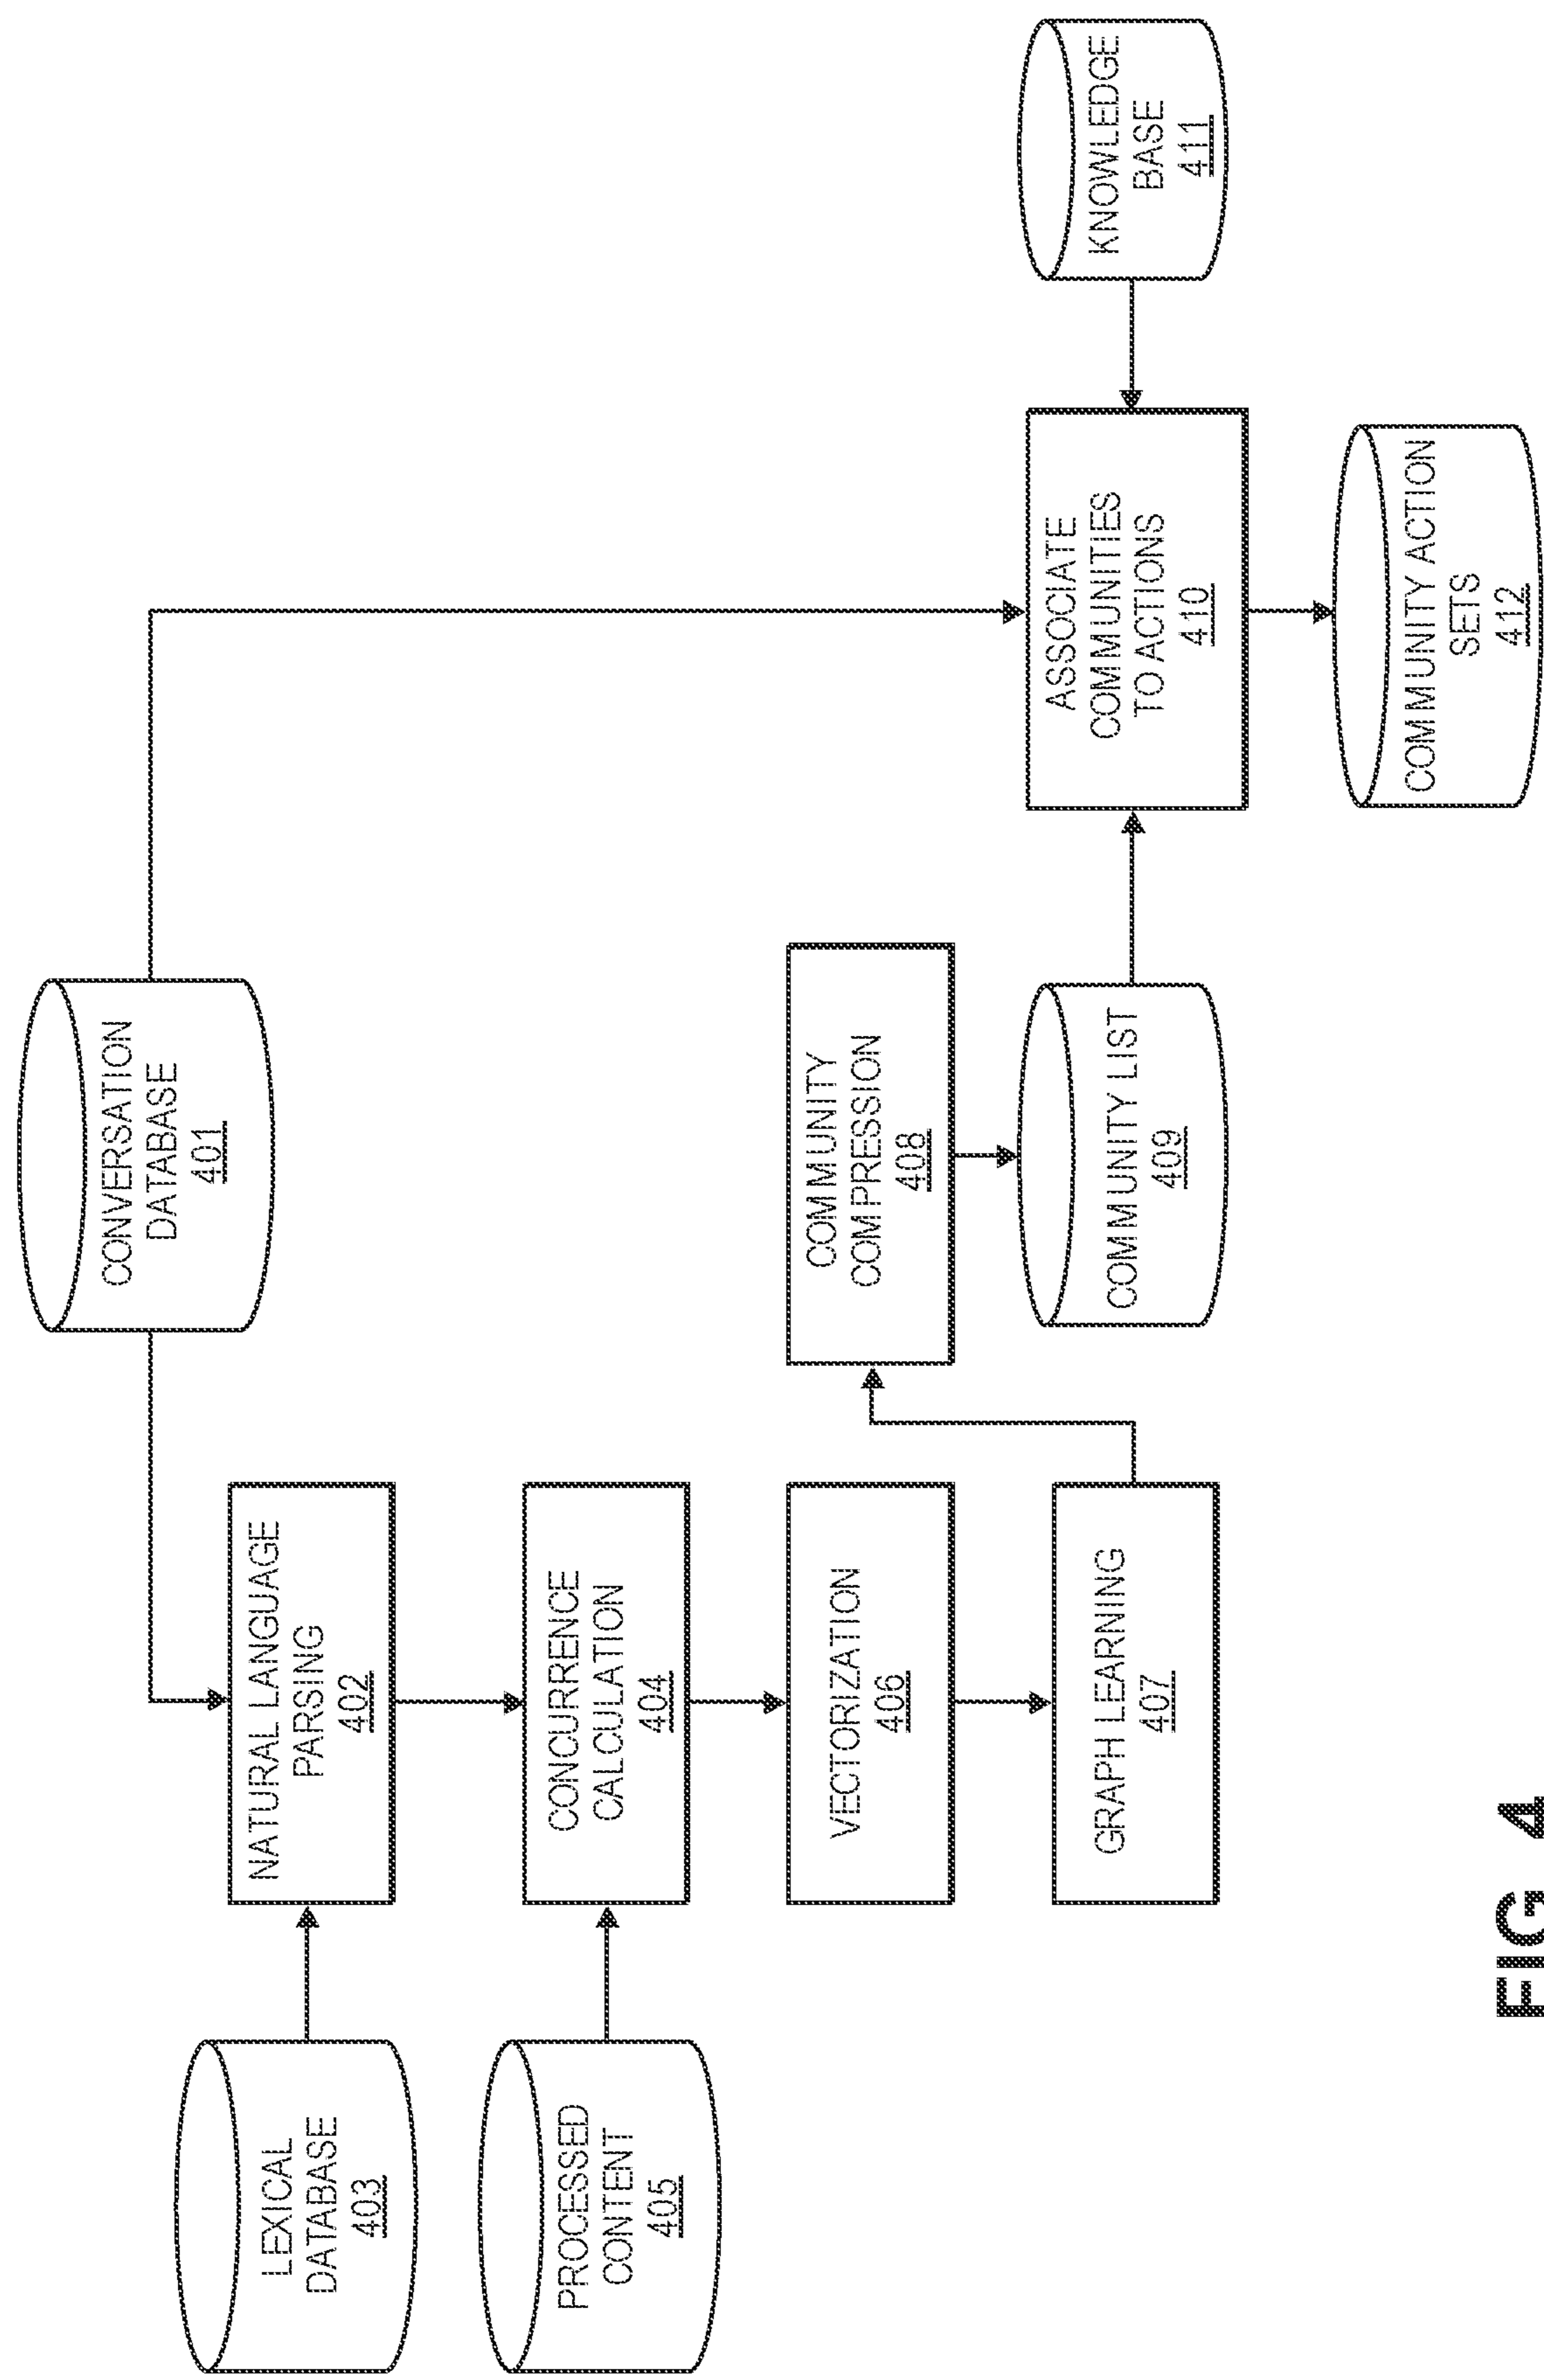 CONVERSATION
DATABASE
401
LEXICAL
DATABASE
403
NATURAL LANGUAGE
PARSING
402
PROCESSED
CONTENT
405
CONCURRENCE
CALCULATION
404
VECTORIZATION
406
COMMUNITY
COMPRESSION
408
GRAPH LEARNING
407
COMMUNITY LIST
409
ASSOCIATE
COMMUNITIES
TO ACTIONS
410
KNOWLEDGE
BASE
411
COMMUNITY ACTION
SETS
412
FIG. 4